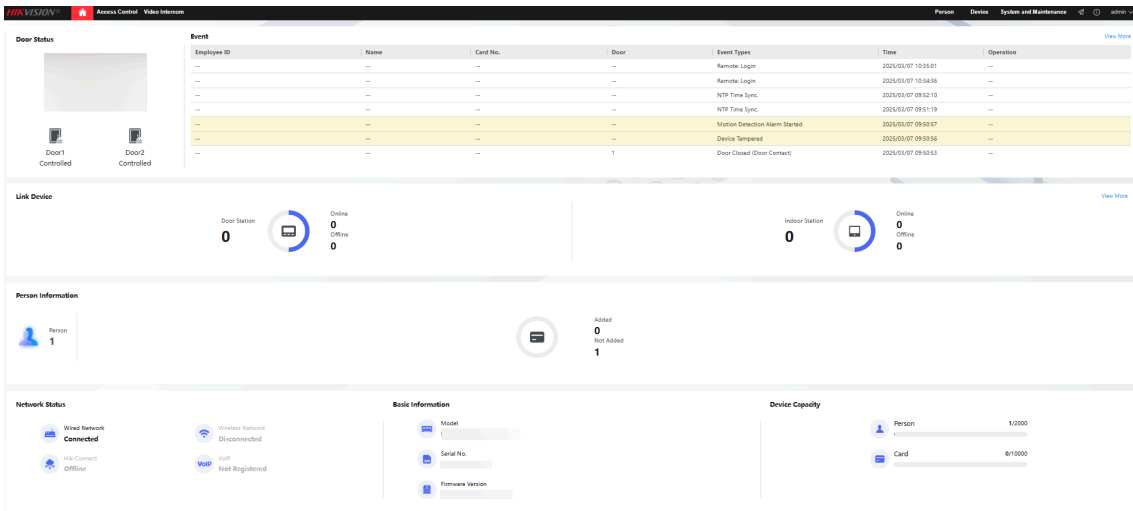 HIKVISION®
Access Control Video Intercom
Person Device System and Maintenance admin
Door Status
Door1 Door2
Controlled Controlled
Event View More
Employee ID Name Card No. Door Event Types Time Operation
-- -- -- -- Remote: Login 2025/03/07 10:35:01 --
-- -- -- -- Remote: Login 2025/03/07 10:34:36 --
-- -- -- -- NTP Time Sync. 2025/03/07 09:52:10 --
-- -- -- -- NTP Time Sync. 2025/03/07 09:51:19 --
-- -- -- -- Motion Detection Alarm Started 2025/03/07 09:50:57 --
-- -- -- -- Device Tampered 2025/03/07 09:50:56 --
-- -- -- 1 Door Closed (Door Contact) 2025/03/07 09:50:53 --
Link Device View More
Door Station
0
Online
0
Offline
0
Indoor Station
0
Online
0
Offline
0
Person Information
Person
1
Added
0
Not Added
1
Network Status
Wired Network
Connected
Wireless Network
Disconnected
Hik-Connect
Offline
VoIP
VoIP
Not Registered
Basic Information
Model
Serial No.
Firmware Version
Device Capacity
Person 1/2000
Card 0/10000